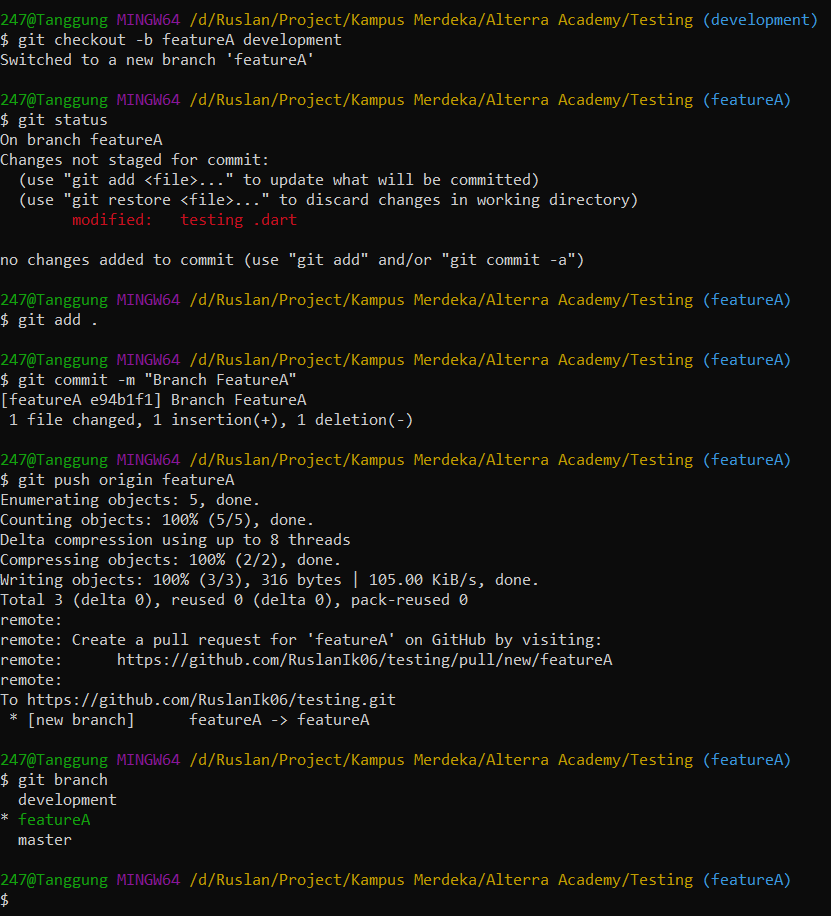 247@Tanggung MINGW64 /d/Ruslan/Project/Kampus Merdeka/Alterra Academy/Testing (development)
$ git checkout -b featureA development
Switched to a new branch 'featureA'

247@Tanggung MINGW64 /d/Ruslan/Project/Kampus Merdeka/Alterra Academy/Testing (featureA)
$ git status
On branch featureA
Changes not staged for commit:
  (use "git add <file>..." to update what will be committed)
  (use "git restore <file>..." to discard changes in working directory)
        modified:   testing .dart

no changes added to commit (use "git add" and/or "git commit -a")

247@Tanggung MINGW64 /d/Ruslan/Project/Kampus Merdeka/Alterra Academy/Testing (featureA)
$ git add .

247@Tanggung MINGW64 /d/Ruslan/Project/Kampus Merdeka/Alterra Academy/Testing (featureA)
$ git commit -m "Branch FeatureA"
[featureA e94b1f1] Branch FeatureA
 1 file changed, 1 insertion(+), 1 deletion(-)

247@Tanggung MINGW64 /d/Ruslan/Project/Kampus Merdeka/Alterra Academy/Testing (featureA)
$ git push origin featureA
Enumerating objects: 5, done.
Counting objects: 100% (5/5), done.
Delta compression using up to 8 threads
Compressing objects: 100% (2/2), done.
Writing objects: 100% (3/3), 316 bytes | 105.00 KiB/s, done.
Total 3 (delta 0), reused 0 (delta 0), pack-reused 0
remote:
remote: Create a pull request for 'featureA' on GitHub by visiting:
remote:      https://github.com/RuslanIk06/testing/pull/new/featureA
remote:
To https://github.com/RuslanIk06/testing.git
 * [new branch]      featureA -> featureA

247@Tanggung MINGW64 /d/Ruslan/Project/Kampus Merdeka/Alterra Academy/Testing (featureA)
$ git branch
  development
* featureA
  master

247@Tanggung MINGW64 /d/Ruslan/Project/Kampus Merdeka/Alterra Academy/Testing (featureA)
$